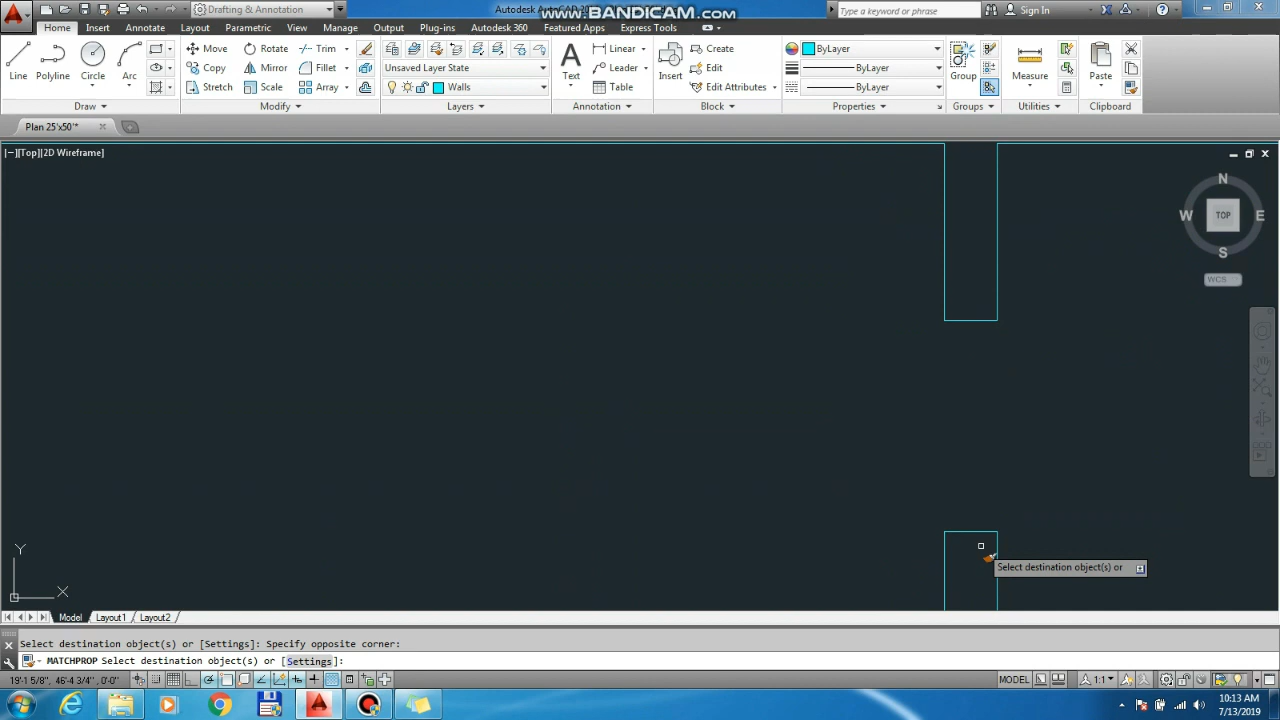 Drafting & Annotation
Autodesk AutoCAD 20
www.BANDICAM.com
Type a keyword or phrase
Sign In
Home Insert Annotate Layout Parametric View Manage Output Plug-ins Autodesk 360 Featured Apps Express Tools
Line Polyline Circle Arc
Move Rotate Trim
Copy Mirror Fillet
Stretch Scale Array
Unsaved Layer State
Walls
Text
Linear
Leader
Table
Insert
Create
Edit
Edit Attributes
ByLayer
ByLayer
ByLayer
Group
Measure
Paste
Draw Modify Layers Annotation Block Properties Groups Utilities Clipboard
Plan 25'x50'*
[−][Top][2D Wireframe]
N
W TOP E
S
WCS
Y
X
Select destination object(s) or
Model Layout1 Layout2
Select destination object(s) or [Settings]: Specify opposite corner:
MATCHPROP Select destination object(s) or [Settings]:
19'-1 5/8", 46'-4 3/4", 0'-0"
MODEL
1:1
10:13 AM
7/13/2019